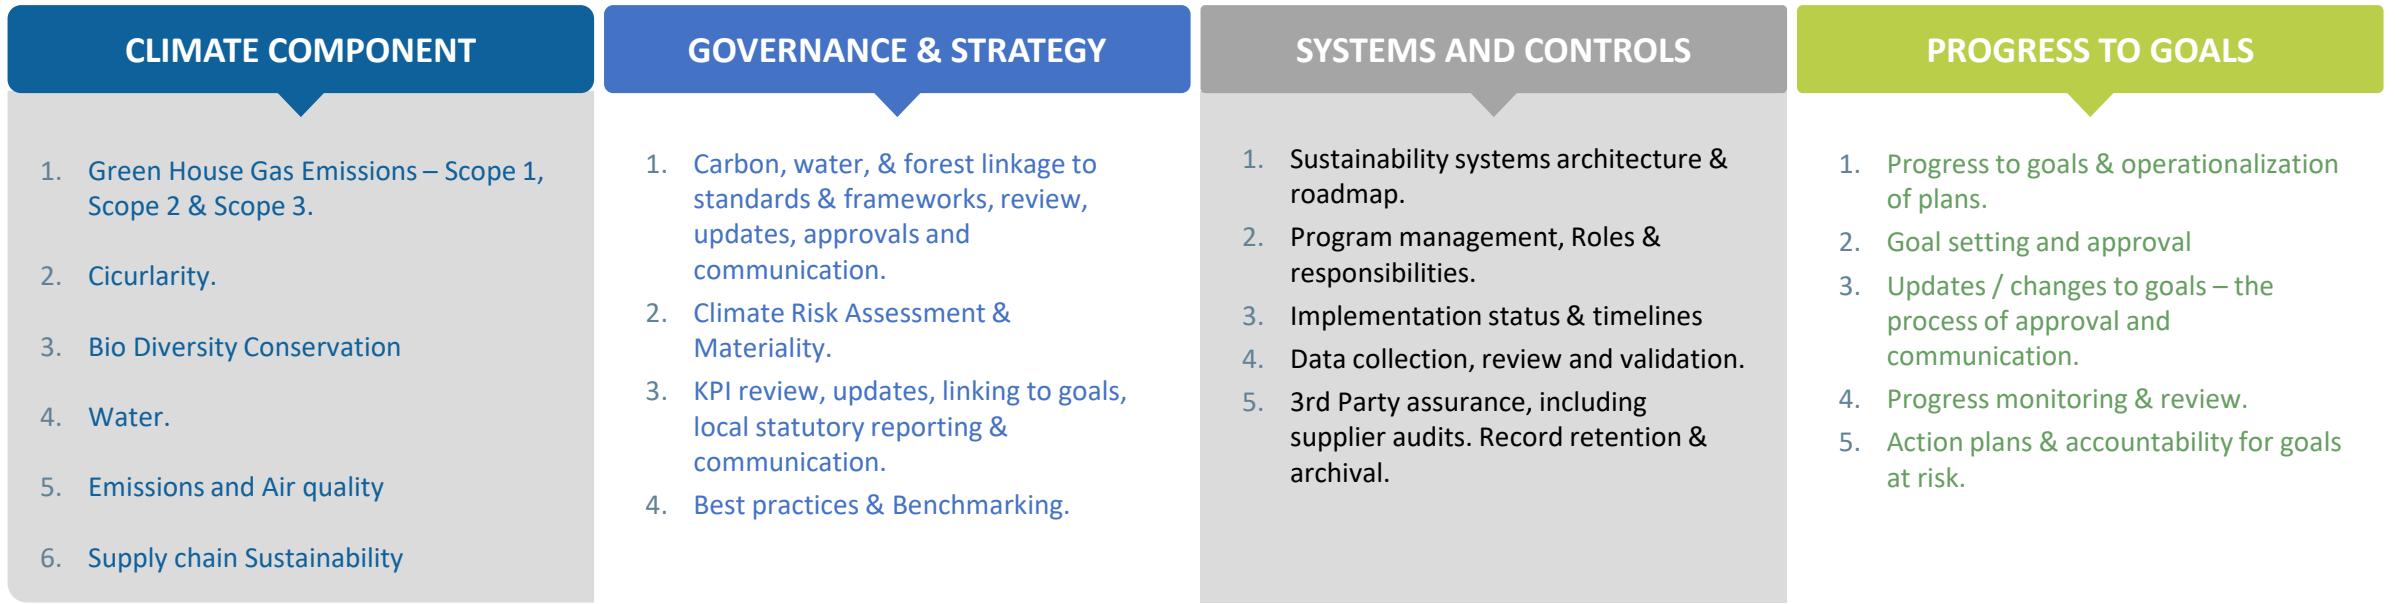 CLIMATE COMPONENT
1. Green House Gas Emissions – Scope 1,
Scope 2 & Scope 3.
2. Cicurlarity.
3. Bio Diversity Conservation
4. Water.
5. Emissions and Air quality
6. Supply chain Sustainability
GOVERNANCE & STRATEGY
1. Carbon, water, & forest linkage to
standards & frameworks, review,
updates, approvals and
communication.
2. Climate Risk Assessment &
Materiality.
3. KPI review, updates, linking to goals,
local statutory reporting &
communication.
4. Best practices & Benchmarking.
SYSTEMS AND CONTROLS
1. Sustainability systems architecture &
roadmap.
2. Program management, Roles &
responsibilities.
3. Implementation status & timelines
4. Data collection, review and validation.
5. 3rd Party assurance, including
supplier audits. Record retention &
archival.
PROGRESS TO GOALS
1. Progress to goals & operationalization
of plans.
2. Goal setting and approval
3. Updates / changes to goals – the
process of approval and
communication.
4. Progress monitoring & review.
5. Action plans & accountability for goals
at risk.